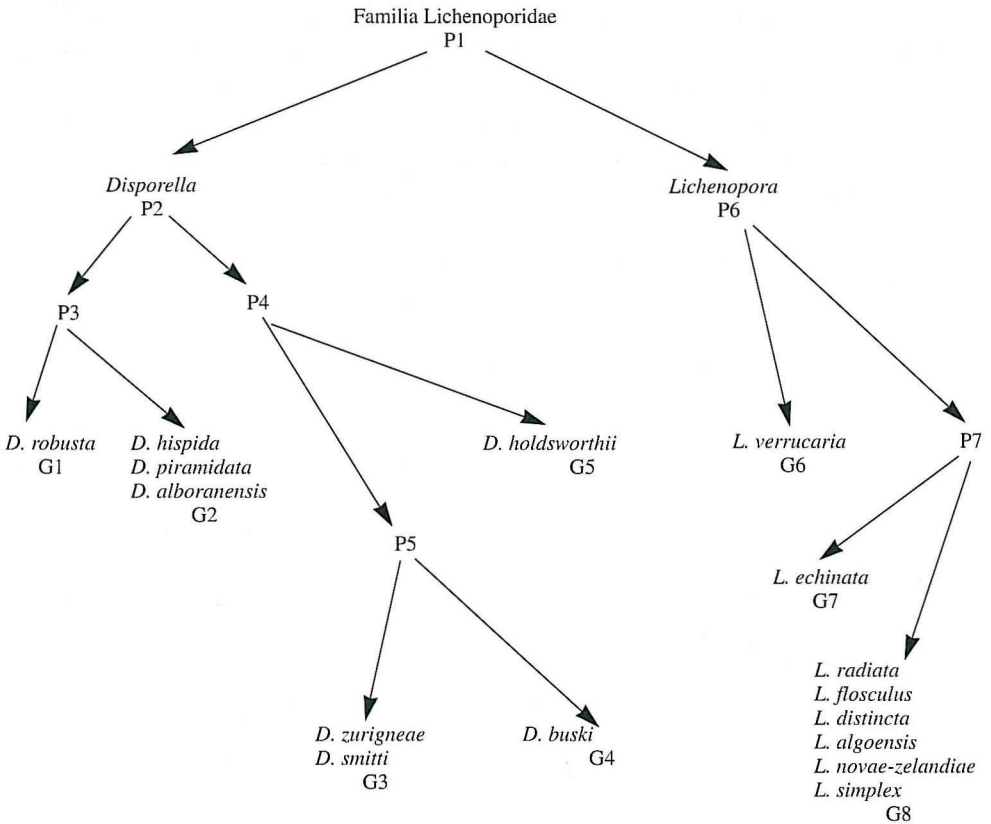 Familia Lichenoporidae
P1
Disporella
P2
Lichenopora
P6
P3
P4
D. robusta
G1
D. hispida
D. piramidata
D. alboranensis
G2
D. holdsworthii
G5
L. verrucaria
G6
P7
P5
L. echinata
G7
D. zurigneae
D. smitti
G3
D. buski
G4
L. radiata
L. flosculus
L. distincta
L. algoensis
L. novae-zelandiae
L. simplex
G8